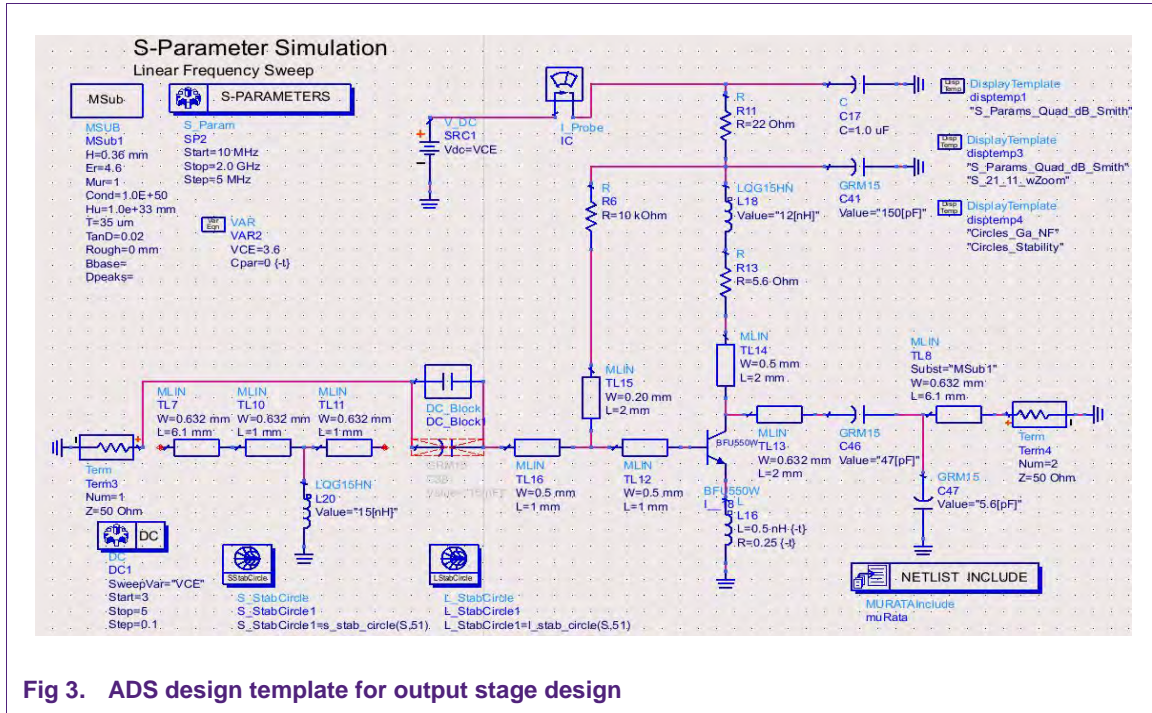 S-Parameter Simulation
Linear Frequency Sweep
MSub
MSUB
MSub1
H=0.36 mm
Er=4.6
Mur=1
Cond=1.0E+50
Hu=1.0e+33 mm
T=35 um
TanD=0.02
Rough=0 mm
Bbase=
Dpeaks=
S-PARAMETERS
S_Param
SP2
Start=10 MHz
Stop=2.0 GHz
Step=5 MHz
Var
Eqn
VAR
VAR2
VCE=3.6
Cpar=0 {-t}
V_DC
SRC1
Vdc=VCE
I_Probe
IC
R
R11
R=22 Ohm
C
C17
C=1.0 uF
Disp
Temp
DisplayTemplate
disptemp1
"S_Params_Quad_dB_Smith"
R
R6
R=10 kOhm
LQG15HN
L18
Value="12[nH]"
GRM15
C41
Value="150[pF]"
Disp
Temp
DisplayTemplate
disptemp3
"S_Params_Quad_dB_Smith"
"S_21_11_wZoom"
Disp
Temp
DisplayTemplate
disptemp4
"Circles_Ga_NF"
"Circles_Stability"
R
R13
R=5.6 Ohm
MLIN
TL14
W=0.5 mm
L=2 mm
MLIN
TL8
Subst="MSub1"
W=0.632 mm
L=6.1 mm
MLIN
TL15
W=0.20 mm
L=2 mm
DC_Block
DC_Block1
MLIN
TL7
W=0.632 mm
L=6.1 mm
MLIN
TL10
W=0.632 mm
L=1 mm
MLIN
TL11
W=0.632 mm
L=1 mm
Term
Term3
Num=1
Z=50 Ohm
LQG15HN
L20
Value="15[nH]"
GRM15
MLIN
TL16
W=0.5 mm
L=1 mm
MLIN
TL12
W=0.5 mm
L=1 mm
BFU550W
BFU550W
MLIN
TL13
W=0.632 mm
L=2 mm
GRM15
C46
Value="47[pF]"
Term
Term4
Num=2
Z=50 Ohm
L
L16
L=0.5 nH {-t}
R=0.25 {-t}
GRM15
C47
Value="5.6[pF]"
DC
DC
DC1
SweepVar="VCE"
Start=3
Stop=5
Step=0.1
SStabCircle
S_StabCircle
S_StabCircle1
S_StabCircle1=s_stab_circle(S,51)
LStabCircle
L_StabCircle
L_StabCircle1
L_StabCircle1=l_stab_circle(S,51)
NETLIST INCLUDE
MURATAInclude
muRata
Fig 3. ADS design template for output stage design